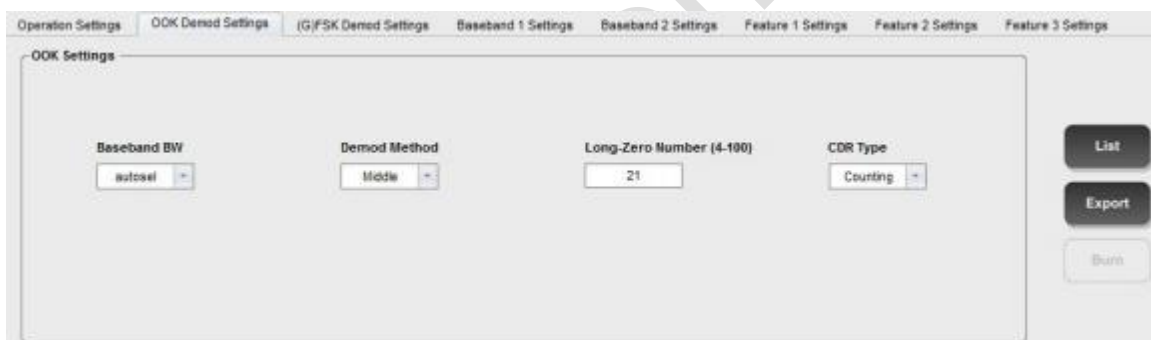 Operation Settings OOK Demod Settings (G)FSK Demod Settings Baseband 1 Settings Baseband 2 Settings Feature 1 Settings Feature 2 Settings Feature 3 Settings
OOK Settings
Baseband BW Demod Method Long-Zero Number (4-100) CDR Type
autosel Middle 21 Counting
List
Export
Burn